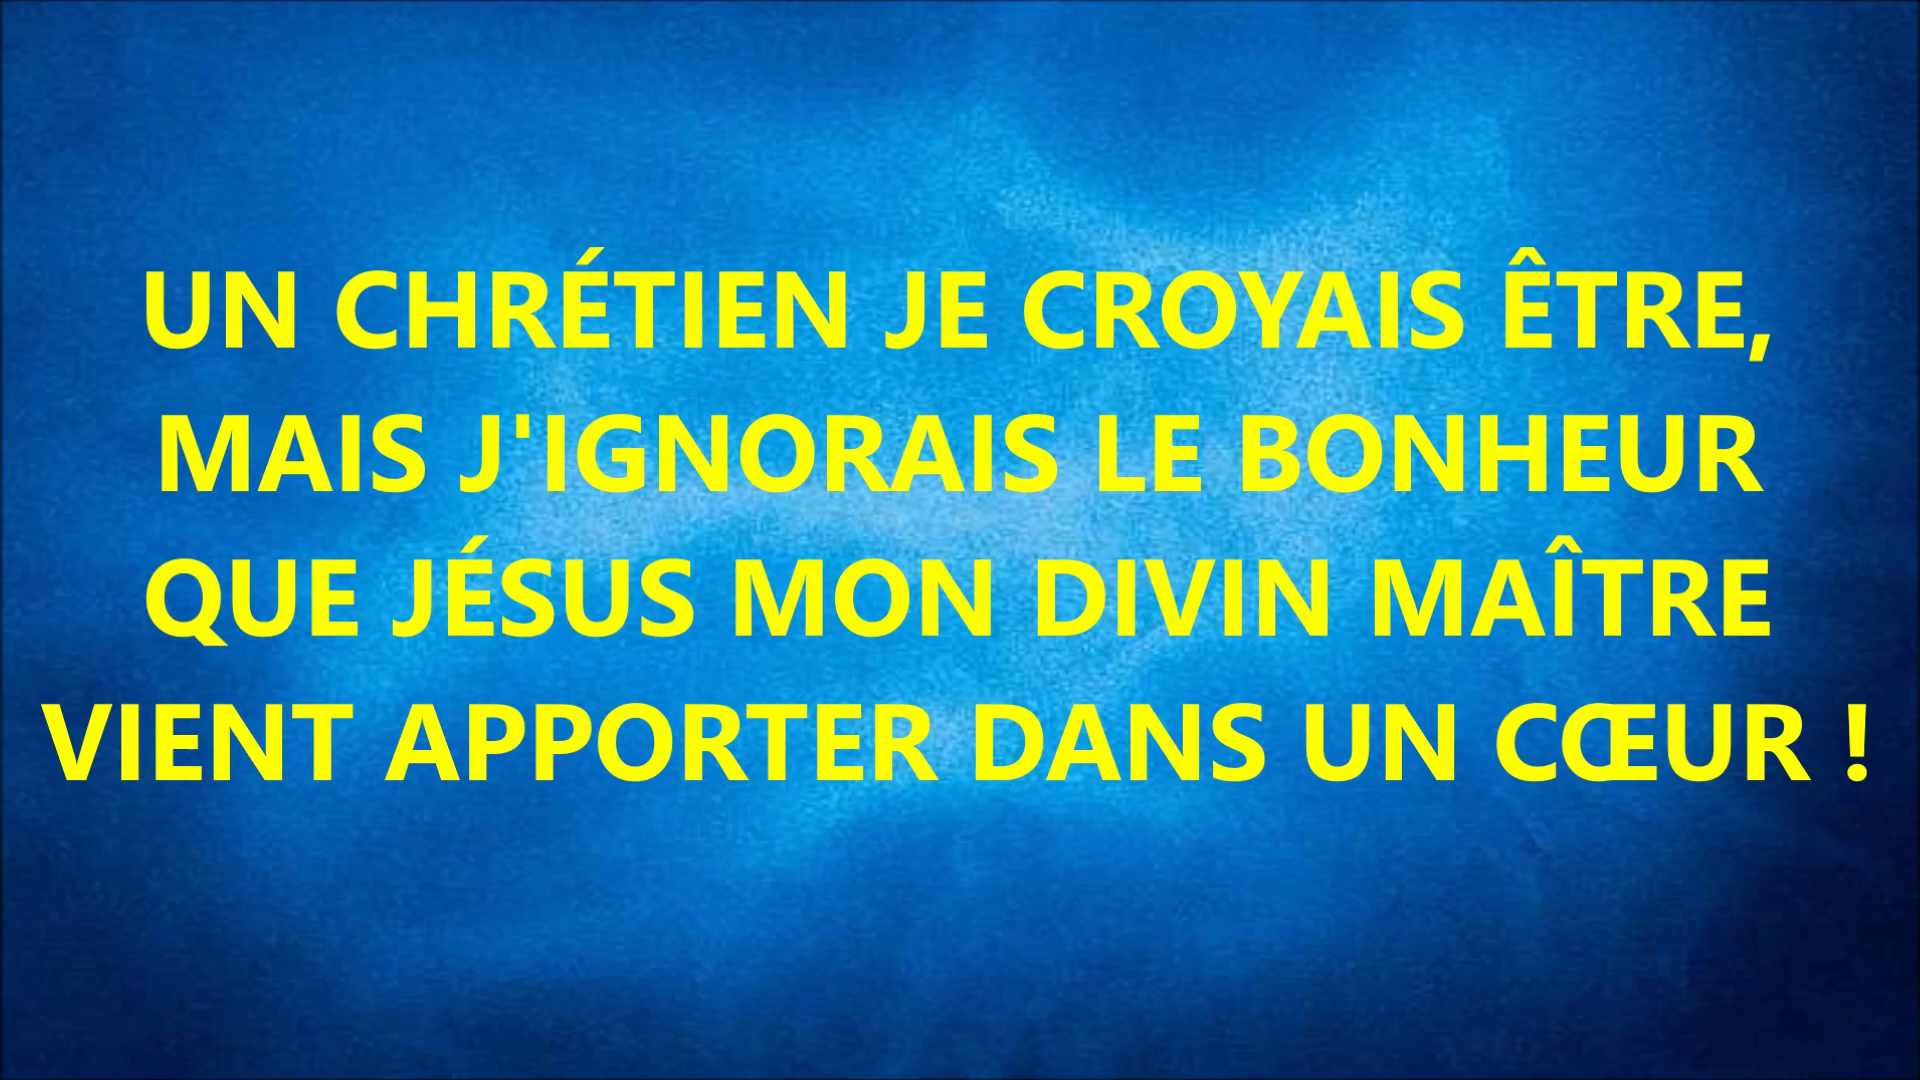 UN CHRÉTIEN JE CROYAIS ÊTRE,
MAIS J'IGNORAIS LE BONHEUR
QUE JÉSUS MON DIVIN MAÎTRE
VIENT APPORTER DANS UN CŒUR !